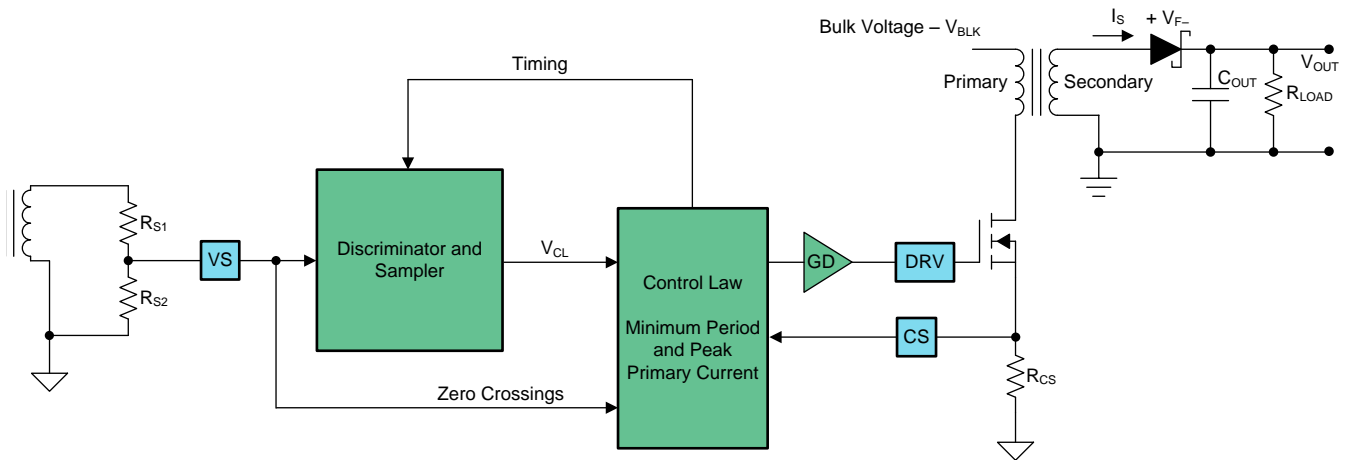 Bulk Voltage – VBLK
IS
+ VF–
VOUT
Timing
Primary
Secondary
COUT
RLOAD
RS1
VS
Discriminator and
Sampler
VCL
RS2
Control Law
Minimum Period
and Peak
Primary Current
GD
DRV
CS
RCS
Zero Crossings